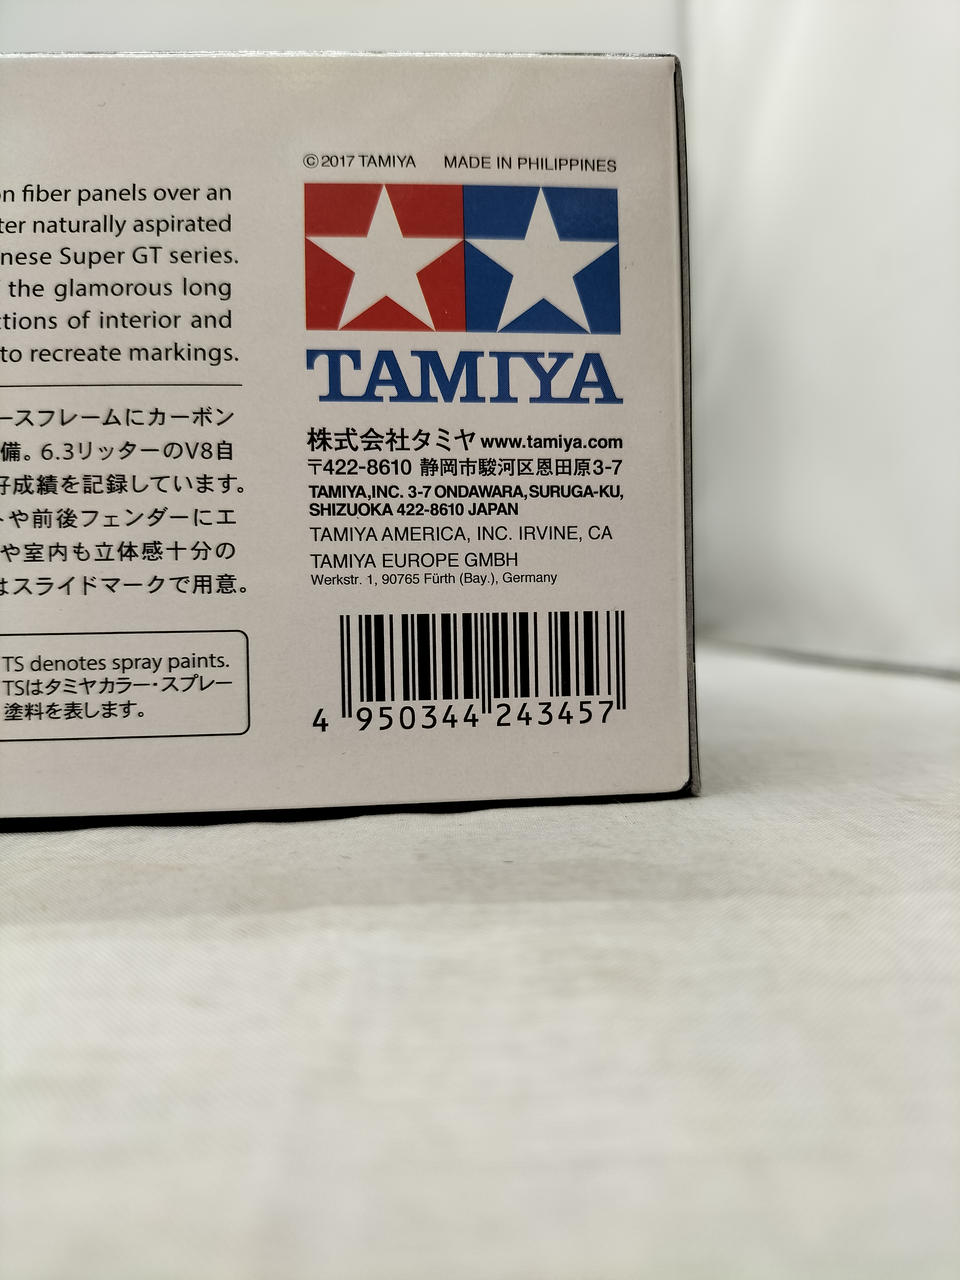 © 2017 TAMIYA MADE IN PHILIPPINES
n fiber panels over an
ter naturally aspirated
nese Super GT series.
the glamorous long
ctions of interior and
to recreate markings.
ースフレームにカーボン
備。6.3リッターのV8自
好成績を記録しています。
や前後フェンダーにエ
や室内も立体感十分の
はスライドマークで用意。
TS denotes spray paints.
TSはタミヤカラー・スプレー
塗料を表します。
TAMIYA
株式会社タミヤ www.tamiya.com
〒422-8610 静岡市駿河区恩田原3-7
TAMIYA,INC. 3-7 ONDAWARA, SURUGA-KU,
SHIZUOKA 422-8610 JAPAN
TAMIYA AMERICA, INC. IRVINE, CA
TAMIYA EUROPE GMBH
Werkstr. 1, 90765 Fürth (Bay.), Germany
4 950344 243457